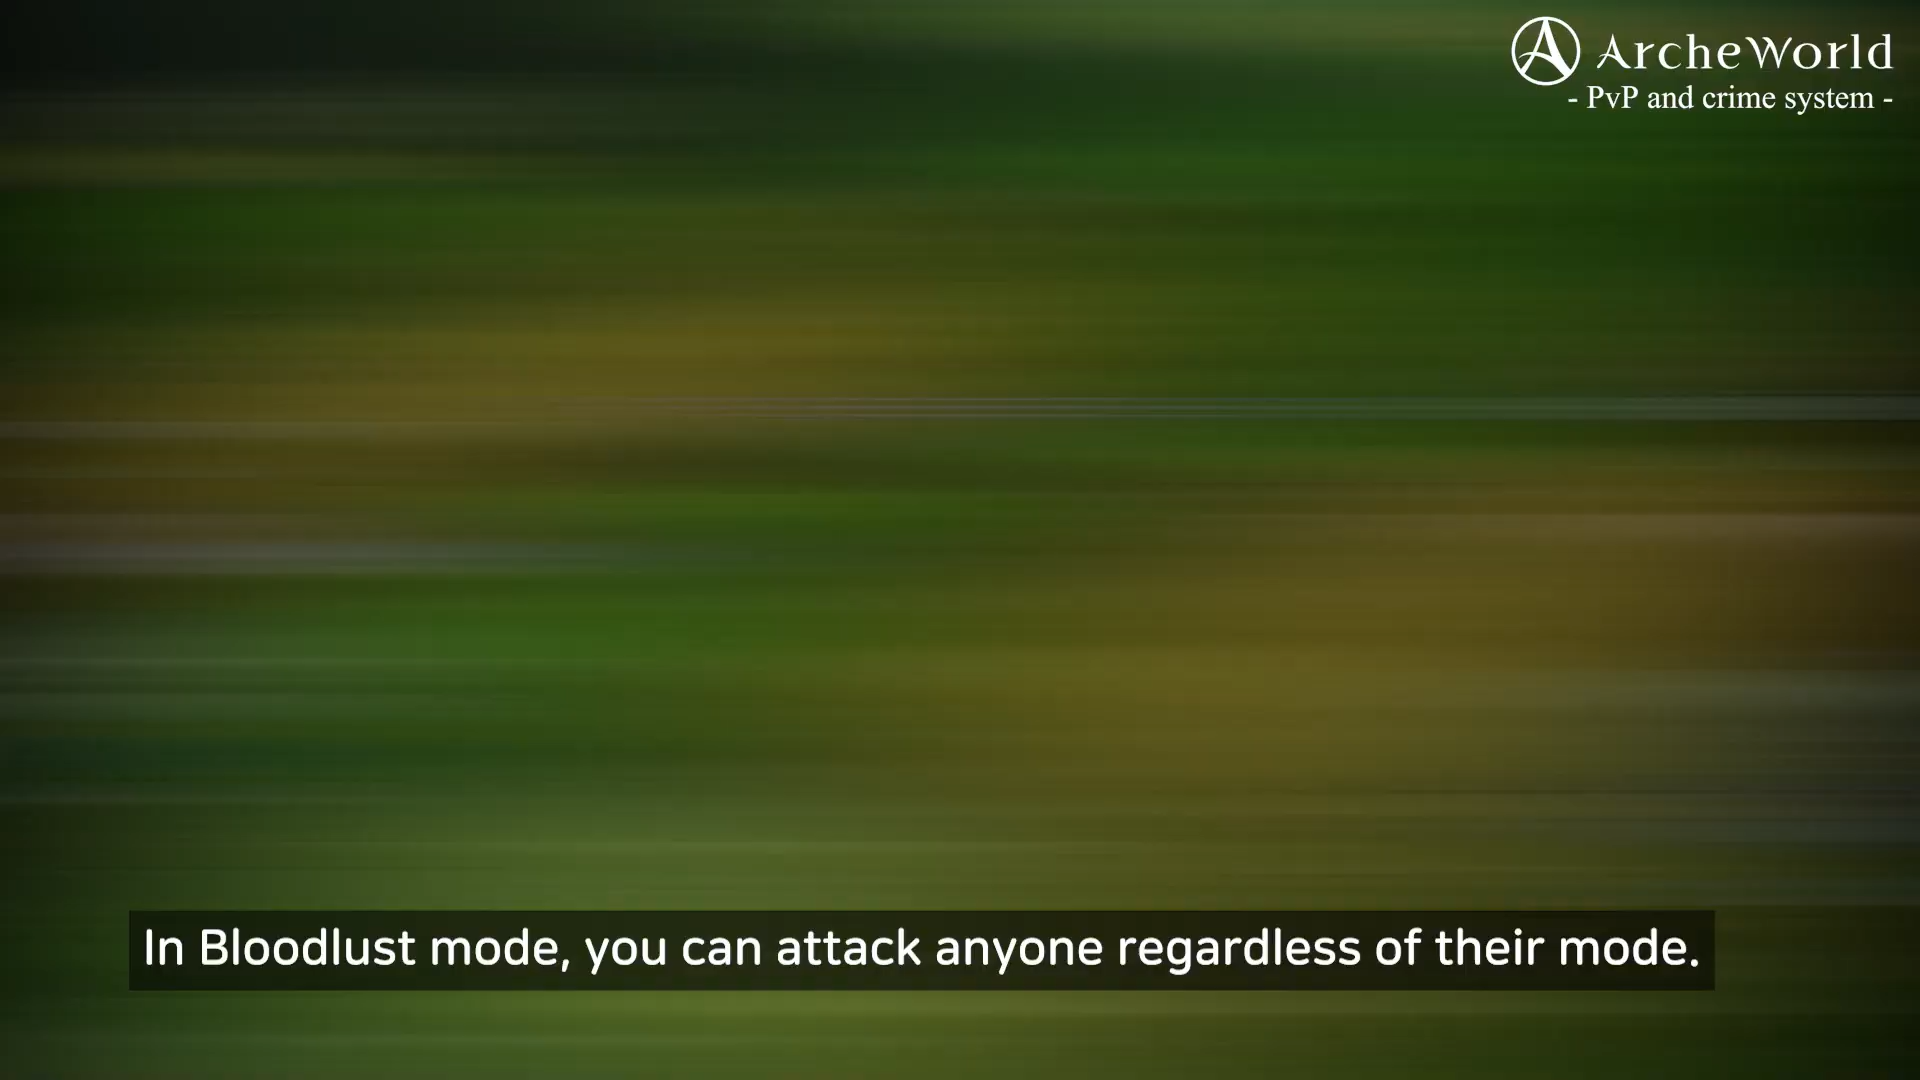 ArcheWorld
- PvP and crime system -
In Bloodlust mode, you can attack anyone regardless of their mode.